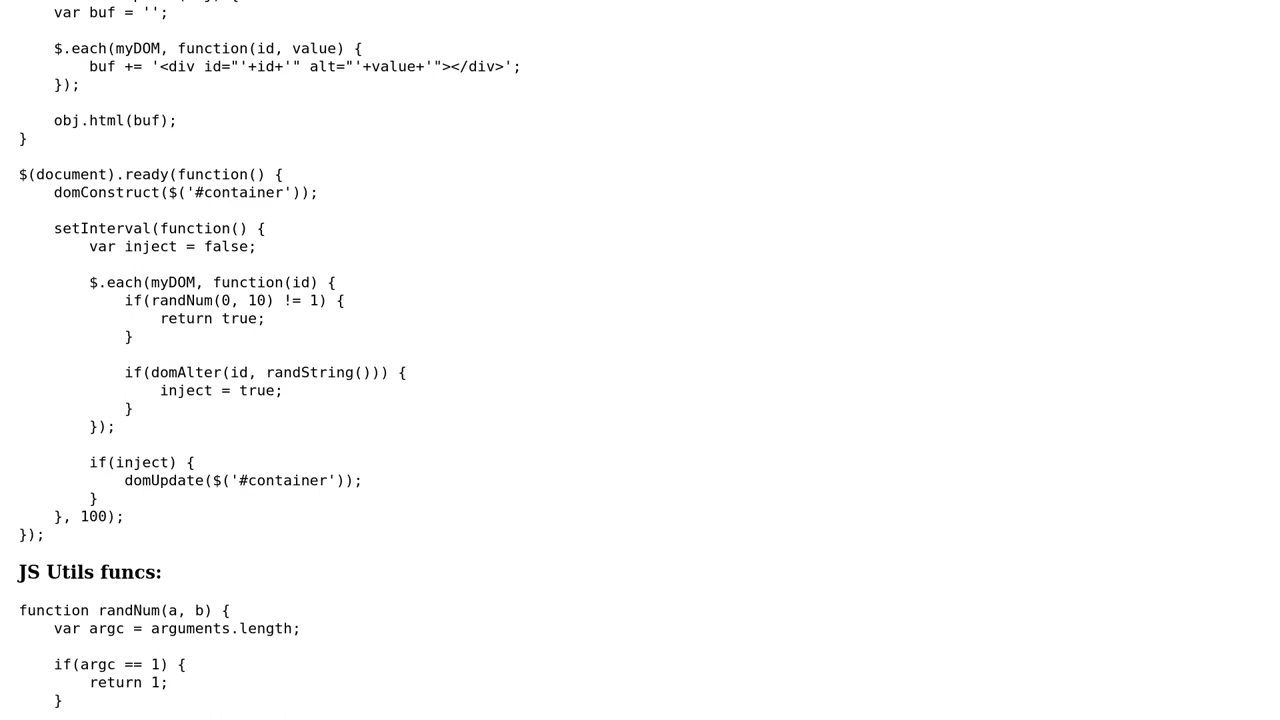 var buf = '';
$.each(myDOM, function(id, value) {
buf += '<div id="'+id+'" alt="'+value+'"></div>';
});
obj.html(buf);
}
$(document).ready(function() {
domConstruct($('#container'));
setInterval(function() {
var inject = false;
$.each(myDOM, function(id) {
if(randNum(0, 10) != 1) {
return true;
}
if(domAlter(id, randString())) {
inject = true;
}
});
if(inject) {
domUpdate($('#container'));
}
}, 100);
});
JS Utils funcs:
function randNum(a, b) {
var argc = arguments.length;
if(argc == 1) {
return 1;
}